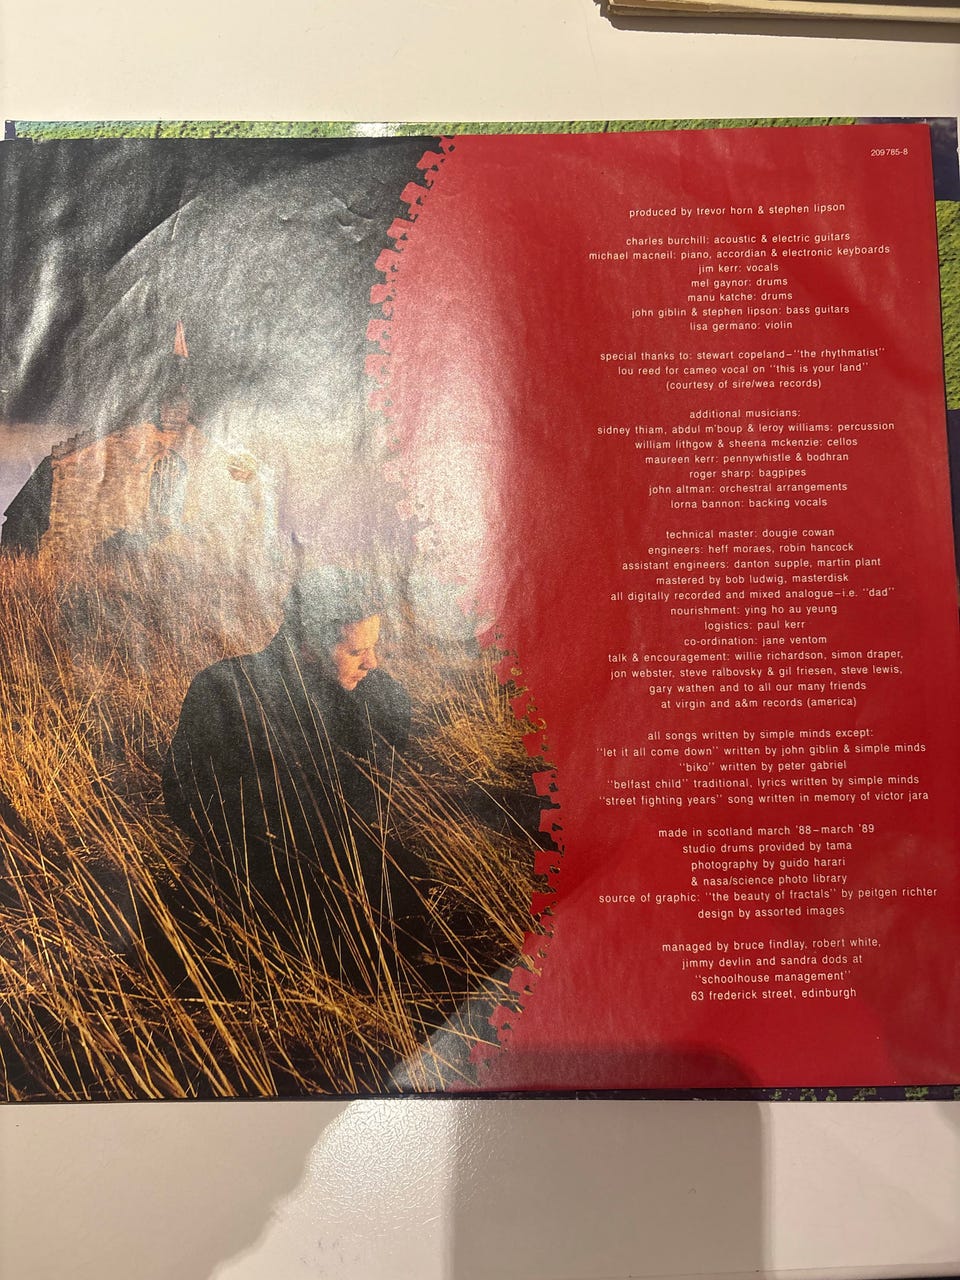 209 785-8
produced by trevor horn & stephen lipson
charles burchill: acoustic & electric guitars
michael macneil: piano, accordian & electronic keyboards
jim kerr: vocals
mel gaynor: drums
manu katche: drums
john giblin & stephen lipson: bass guitars
lisa germano: violin
special thanks to: stewart copeland–"the rhythmatist"
lou reed for cameo vocal on "this is your land"
(courtesy of sire/wea records)
additional musicians:
sidney thiam, abdul m'boup & leroy williams: percussion
william lithgow & sheena mckenzie: cellos
maureen kerr: pennywhistle & bodhran
roger sharp: bagpipes
john altman: orchestral arrangements
lorna bannon: backing vocals
technical master: dougie cowan
engineers: heff moraes, robin hancock
assistant engineers: danton supple, martin plant
mastered by bob ludwig, masterdisk
all digitally recorded and mixed analogue–i.e. "dad"
nourishment: ying ho au yeung
logistics: paul kerr
co-ordination: jane ventom
talk & encouragement: willie richardson, simon draper,
jon webster, steve ralbovsky & gil friesen, steve lewis,
gary wathen and to all our many friends
at virgin and a&m records (america)
all songs written by simple minds except:
"let it all come down" written by john giblin & simple minds
"biko" written by peter gabriel
"belfast child" traditional, lyrics written by simple minds
"street fighting years" song written in memory of victor jara
made in scotland march '88–march '89
studio drums provided by tama
photography by guido harari
& nasa/science photo library
source of graphic: "the beauty of fractals" by peitgen richter
design by assorted images
managed by bruce findlay, robert white,
jimmy devlin and sandra dods at
"schoolhouse management"
63 frederick street, edinburgh